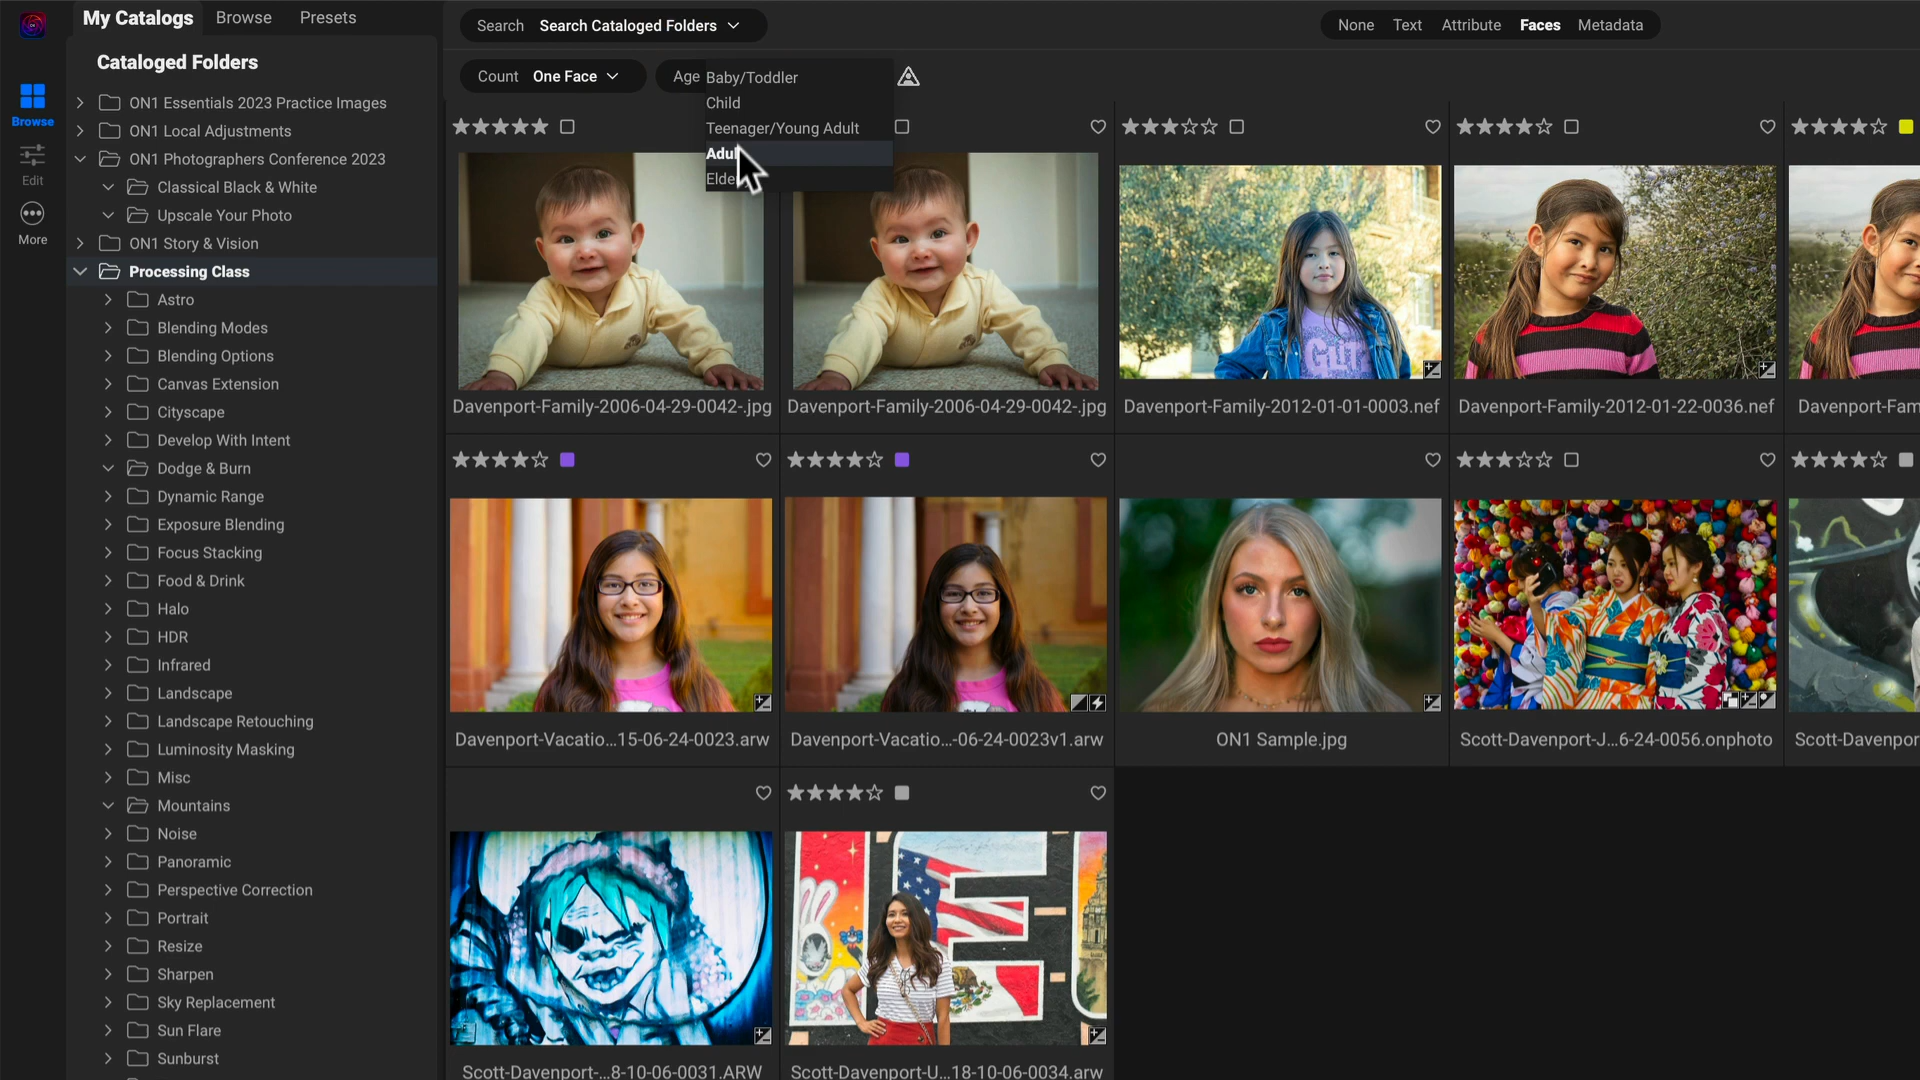 My Catalogs
Browse
Presets
Search Search Cataloged Folders
None Text Attribute Faces Metadata
Cataloged Folders
Count One Face
Age
Baby/Toddler
Child
Teenager/Young Adult
Browse
Edit
More
ON1 Essentials 2023 Practice Images
ON1 Local Adjustments
ON1 Photographers Conference 2023
Classical Black & White
Upscale Your Photo
ON1 Story & Vision
Processing Class
Astro
Blending Modes
Blending Options
Canvas Extension
Cityscape
Develop With Intent
Dodge & Burn
Dynamic Range
Exposure Blending
Focus Stacking
Food & Drink
Halo
HDR
Infrared
Landscape
Landscape Retouching
Luminosity Masking
Misc
Mountains
Noise
Panoramic
Perspective Correction
Portrait
Resize
Sharpen
Sky Replacement
Sun Flare
Sunburst
Davenport-Family-2006-04-29-0042-.jpg
Davenport-Family-2006-04-29-0042-.jpg
Davenport-Family-2012-01-01-0003.nef
Davenport-Family-2012-01-22-0036.nef
Davenport-Fam
Davenport-Vacatio...15-06-24-0023.arw
Davenport-Vacatio...-06-24-0023v1.arw
ON1 Sample.jpg
Scott-Davenport-J...6-24-0056.onphoto
Scott-Davenpor
Scott-Davenport-...8-10-06-0031.ARW
Scott-Davenport-U...18-10-06-0034.arw